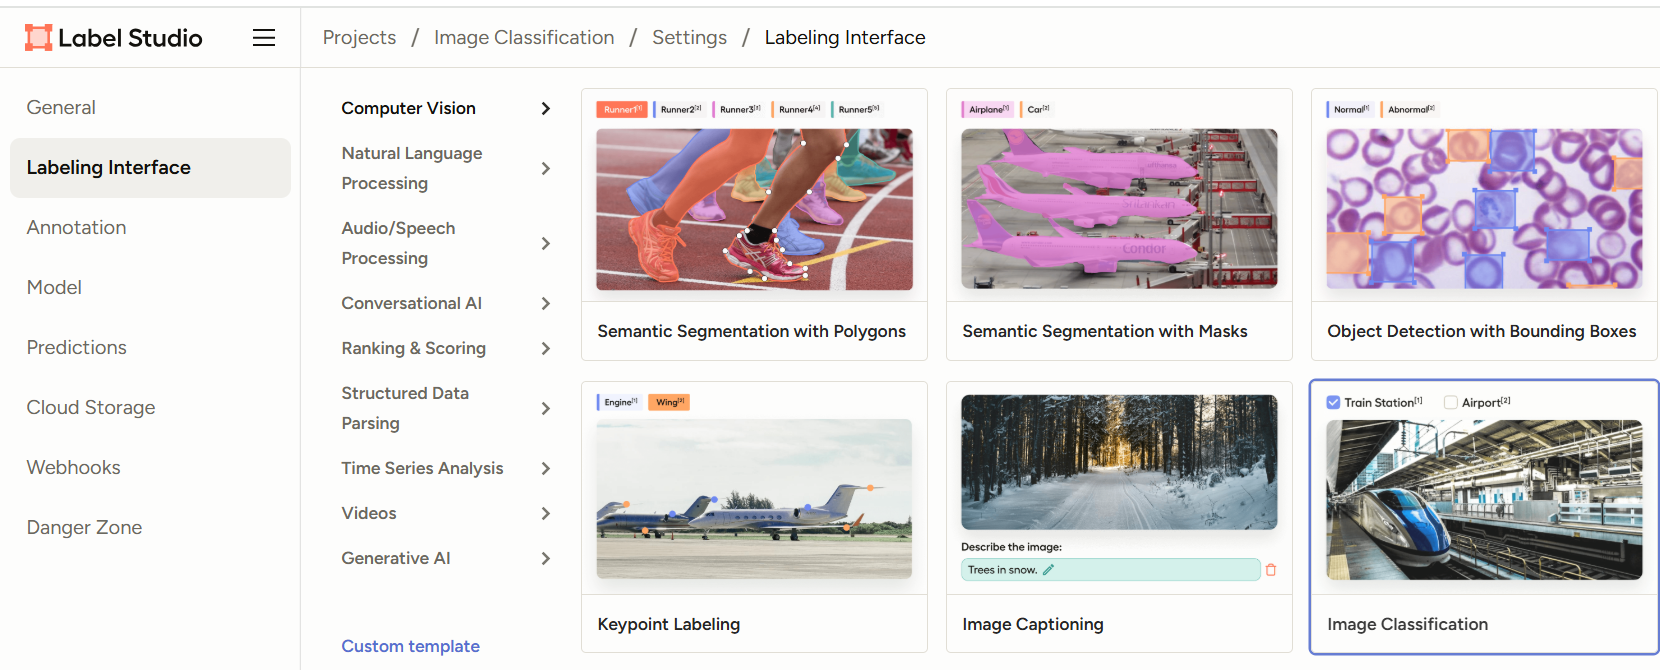 Label Studio
Projects / Image Classification / Settings / Labeling Interface
General
Labeling Interface
Annotation
Model
Predictions
Cloud Storage
Webhooks
Danger Zone
Computer Vision
Natural Language
Processing
Audio/Speech
Processing
Conversational AI
Ranking & Scoring
Structured Data
Parsing
Time Series Analysis
Videos
Generative AI
Custom template
Runner1[1] Runner2[2] Runner3[3] Runner4[4] Runner5[5]
Semantic Segmentation with Polygons
Airplane[1] Car[2]
Lufthansa
Condor
Semantic Segmentation with Masks
Normal[1] Abnormal[2]
Object Detection with Bounding Boxes
Engine[1] Wing[2]
Keypoint Labeling
Describe the image:
Trees in snow.
Image Captioning
Train Station[1] Airport[2]
Image Classification